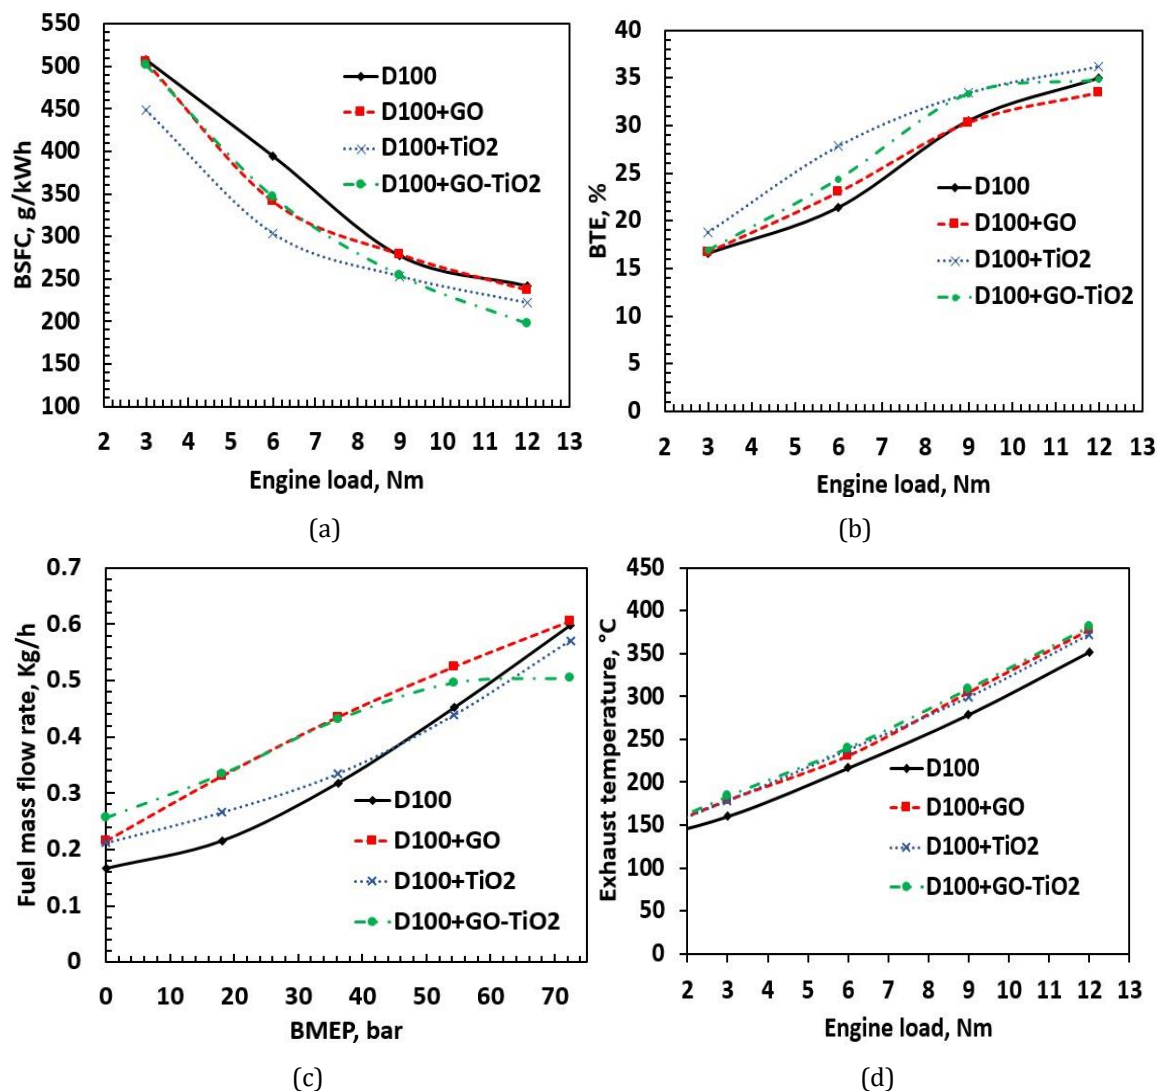 BSFC, g/kWh
550
500
450
400
350
300
250
200
150
100
D100
D100+GO
D100+TiO2
D100+GO-TiO2
2 3 4 5 6 7 8 9 10 11 12 13
Engine load, Nm
(a)
BTE, %
40
35
30
25
20
15
10
5
0
D100
D100+GO
D100+TiO2
D100+GO-TiO2
2 3 4 5 6 7 8 9 10 11 12 13
Engine load, Nm
(b)
Fuel mass flow rate, Kg/h
0.7
0.6
0.5
0.4
0.3
0.2
0.1
0
D100
D100+GO
D100+TiO2
D100+GO-TiO2
0 10 20 30 40 50 60 70
BMEP, bar
(c)
Exhaust temperature, °C
450
400
350
300
250
200
150
100
50
0
D100
D100+GO
D100+TiO2
D100+GO-TiO2
2 3 4 5 6 7 8 9 10 11 12 13
Engine load, Nm
(d)